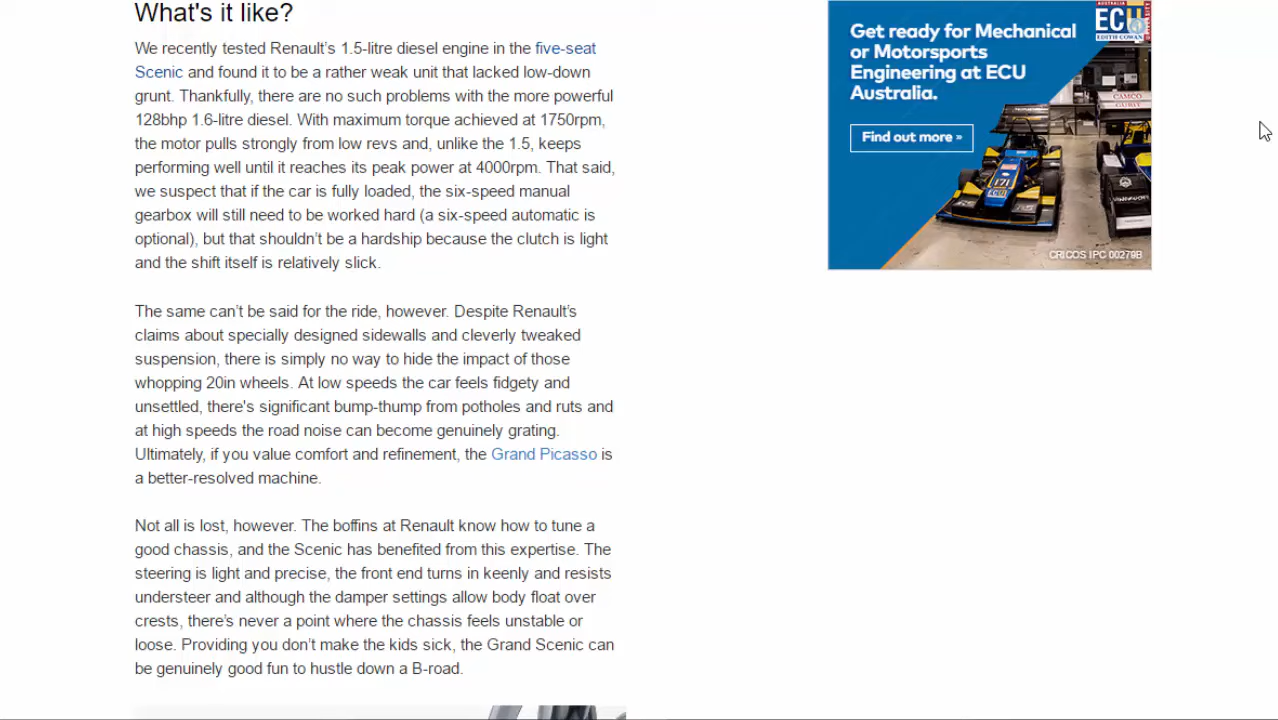 What's it like?
We recently tested Renault’s 1.5-litre diesel engine in the five-seat
Scenic and found it to be a rather weak unit that lacked low-down
grunt. Thankfully, there are no such problems with the more powerful
128bhp 1.6-litre diesel. With maximum torque achieved at 1750rpm,
the motor pulls strongly from low revs and, unlike the 1.5, keeps
performing well until it reaches its peak power at 4000rpm. That said,
we suspect that if the car is fully loaded, the six-speed manual
gearbox will still need to be worked hard (a six-speed automatic is
optional), but that shouldn’t be a hardship because the clutch is light
and the shift itself is relatively slick.
The same can’t be said for the ride, however. Despite Renault’s
claims about specially designed sidewalls and cleverly tweaked
suspension, there is simply no way to hide the impact of those
whopping 20in wheels. At low speeds the car feels fidgety and
unsettled, there's significant bump-thump from potholes and ruts and
at high speeds the road noise can become genuinely grating.
Ultimately, if you value comfort and refinement, the Grand Picasso is
a better-resolved machine.
Not all is lost, however. The boffins at Renault know how to tune a
good chassis, and the Scenic has benefited from this expertise. The
steering is light and precise, the front end turns in keenly and resists
understeer and although the damper settings allow body float over
crests, there’s never a point where the chassis feels unstable or
loose. Providing you don’t make the kids sick, the Grand Scenic can
be genuinely good fun to hustle down a B-road.
Get ready for Mechanical
or Motorsports
Engineering at ECU
Australia.
Find out more »
AUSTRALIA
ECU
EDITH COWAN
UNIVERSITY
CAMCO
171
ECU
CRICOS IPC 00279B